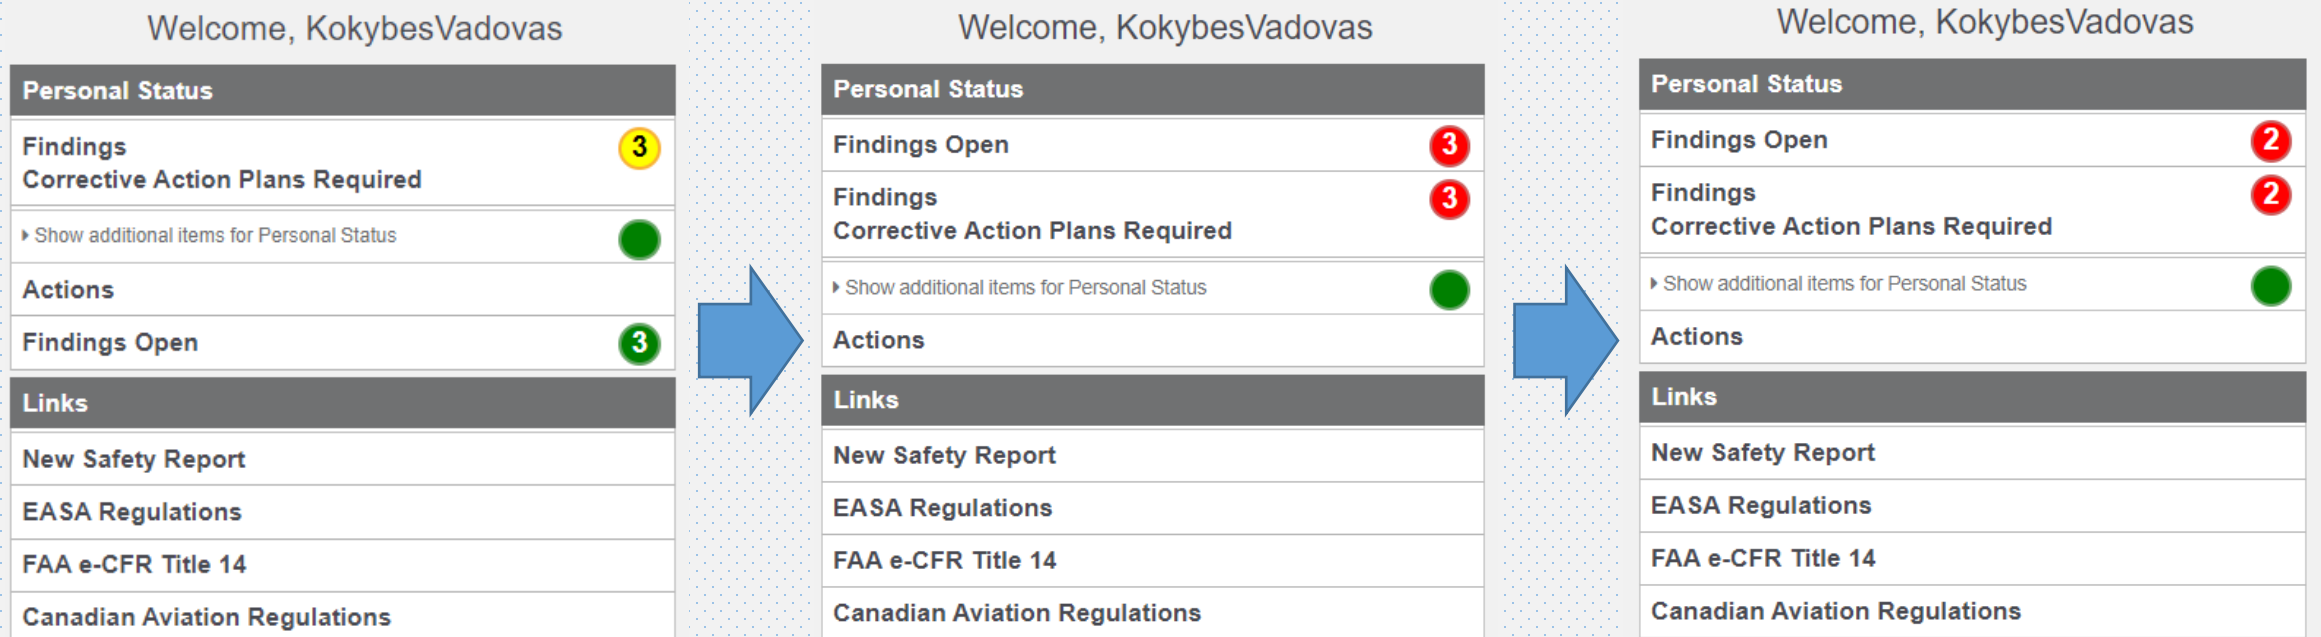 Welcome, KokybesVadovas
Personal Status
Findings
Corrective Action Plans Required
3
Show additional items for Personal Status
Actions
Findings Open
3
Links
New Safety Report
EASA Regulations
FAA e-CFR Title 14
Canadian Aviation Regulations
Welcome, KokybesVadovas
Personal Status
Findings Open
3
Findings
Corrective Action Plans Required
3
Show additional items for Personal Status
Actions
Links
New Safety Report
EASA Regulations
FAA e-CFR Title 14
Canadian Aviation Regulations
Welcome, KokybesVadovas
Personal Status
Findings Open
2
Findings
Corrective Action Plans Required
2
Show additional items for Personal Status
Actions
Links
New Safety Report
EASA Regulations
FAA e-CFR Title 14
Canadian Aviation Regulations